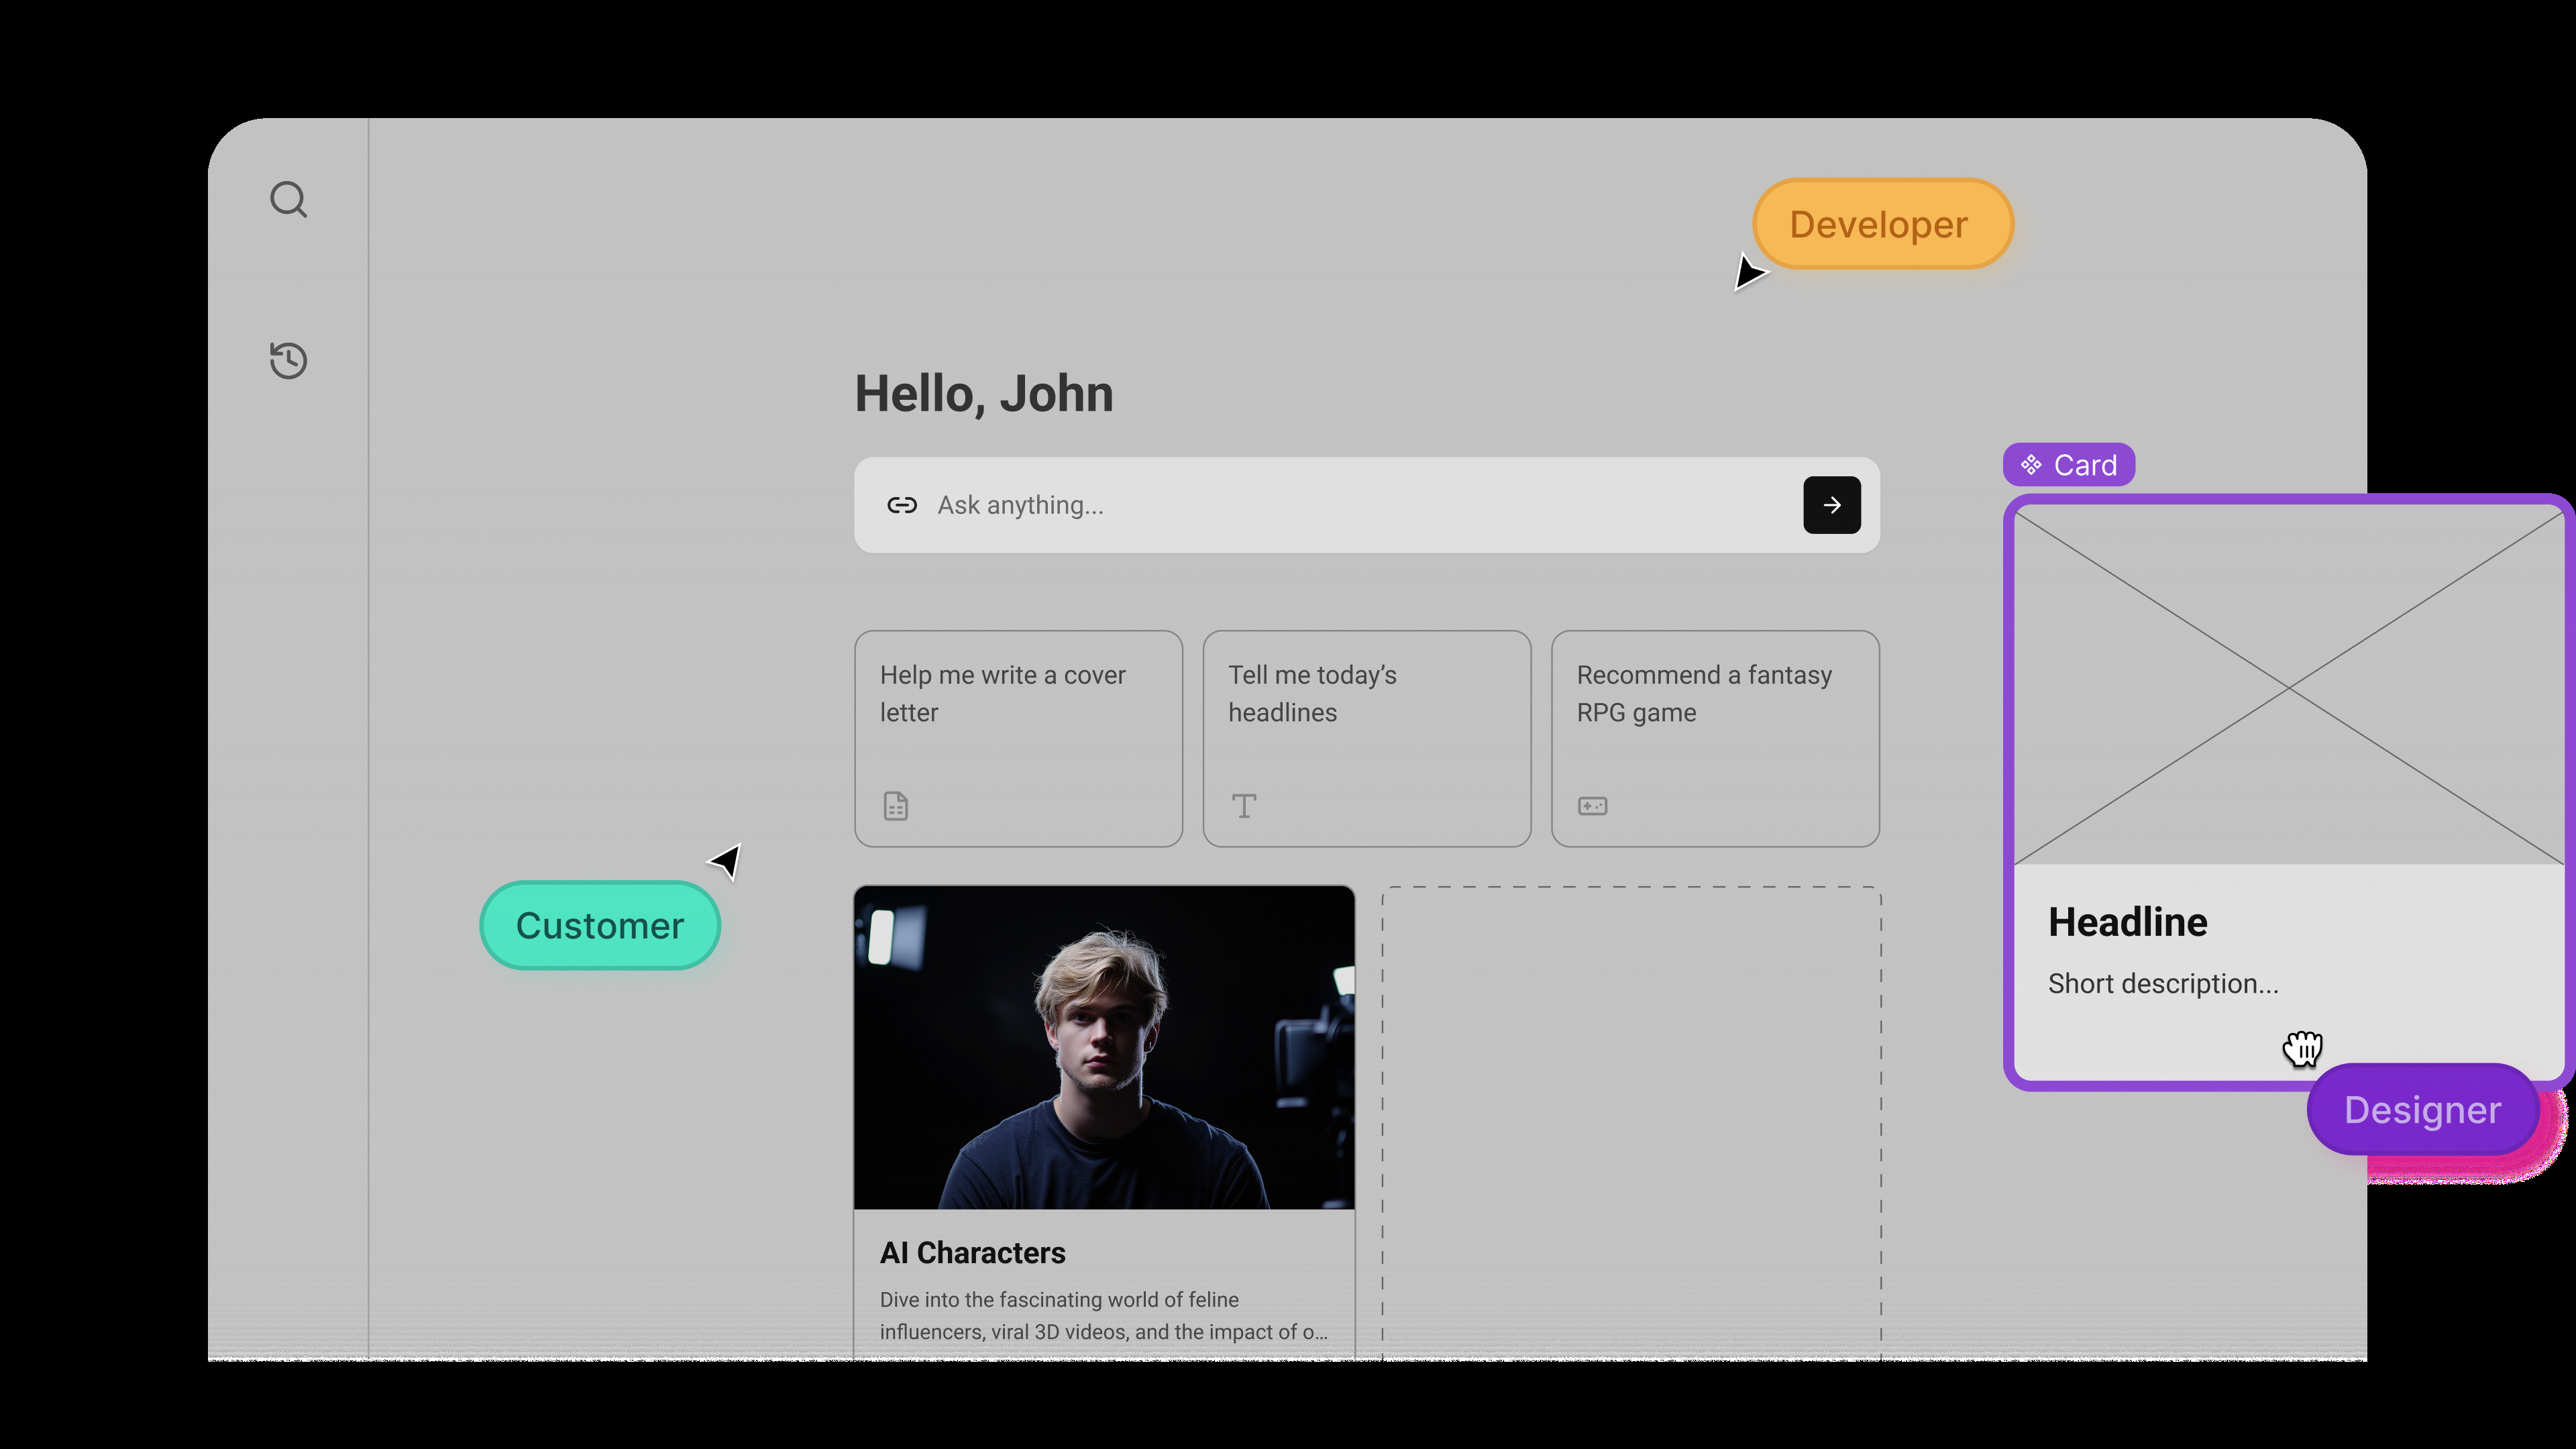 Developer
Hello, John
Card
Ask anything...
Help me write a cover
letter
Tell me today’s
headlines
Recommend a fantasy
RPG game
Customer
Headline
Short description...
Designer
AI Characters
Dive into the fascinating world of feline
influencers, viral 3D videos, and the impact of o...